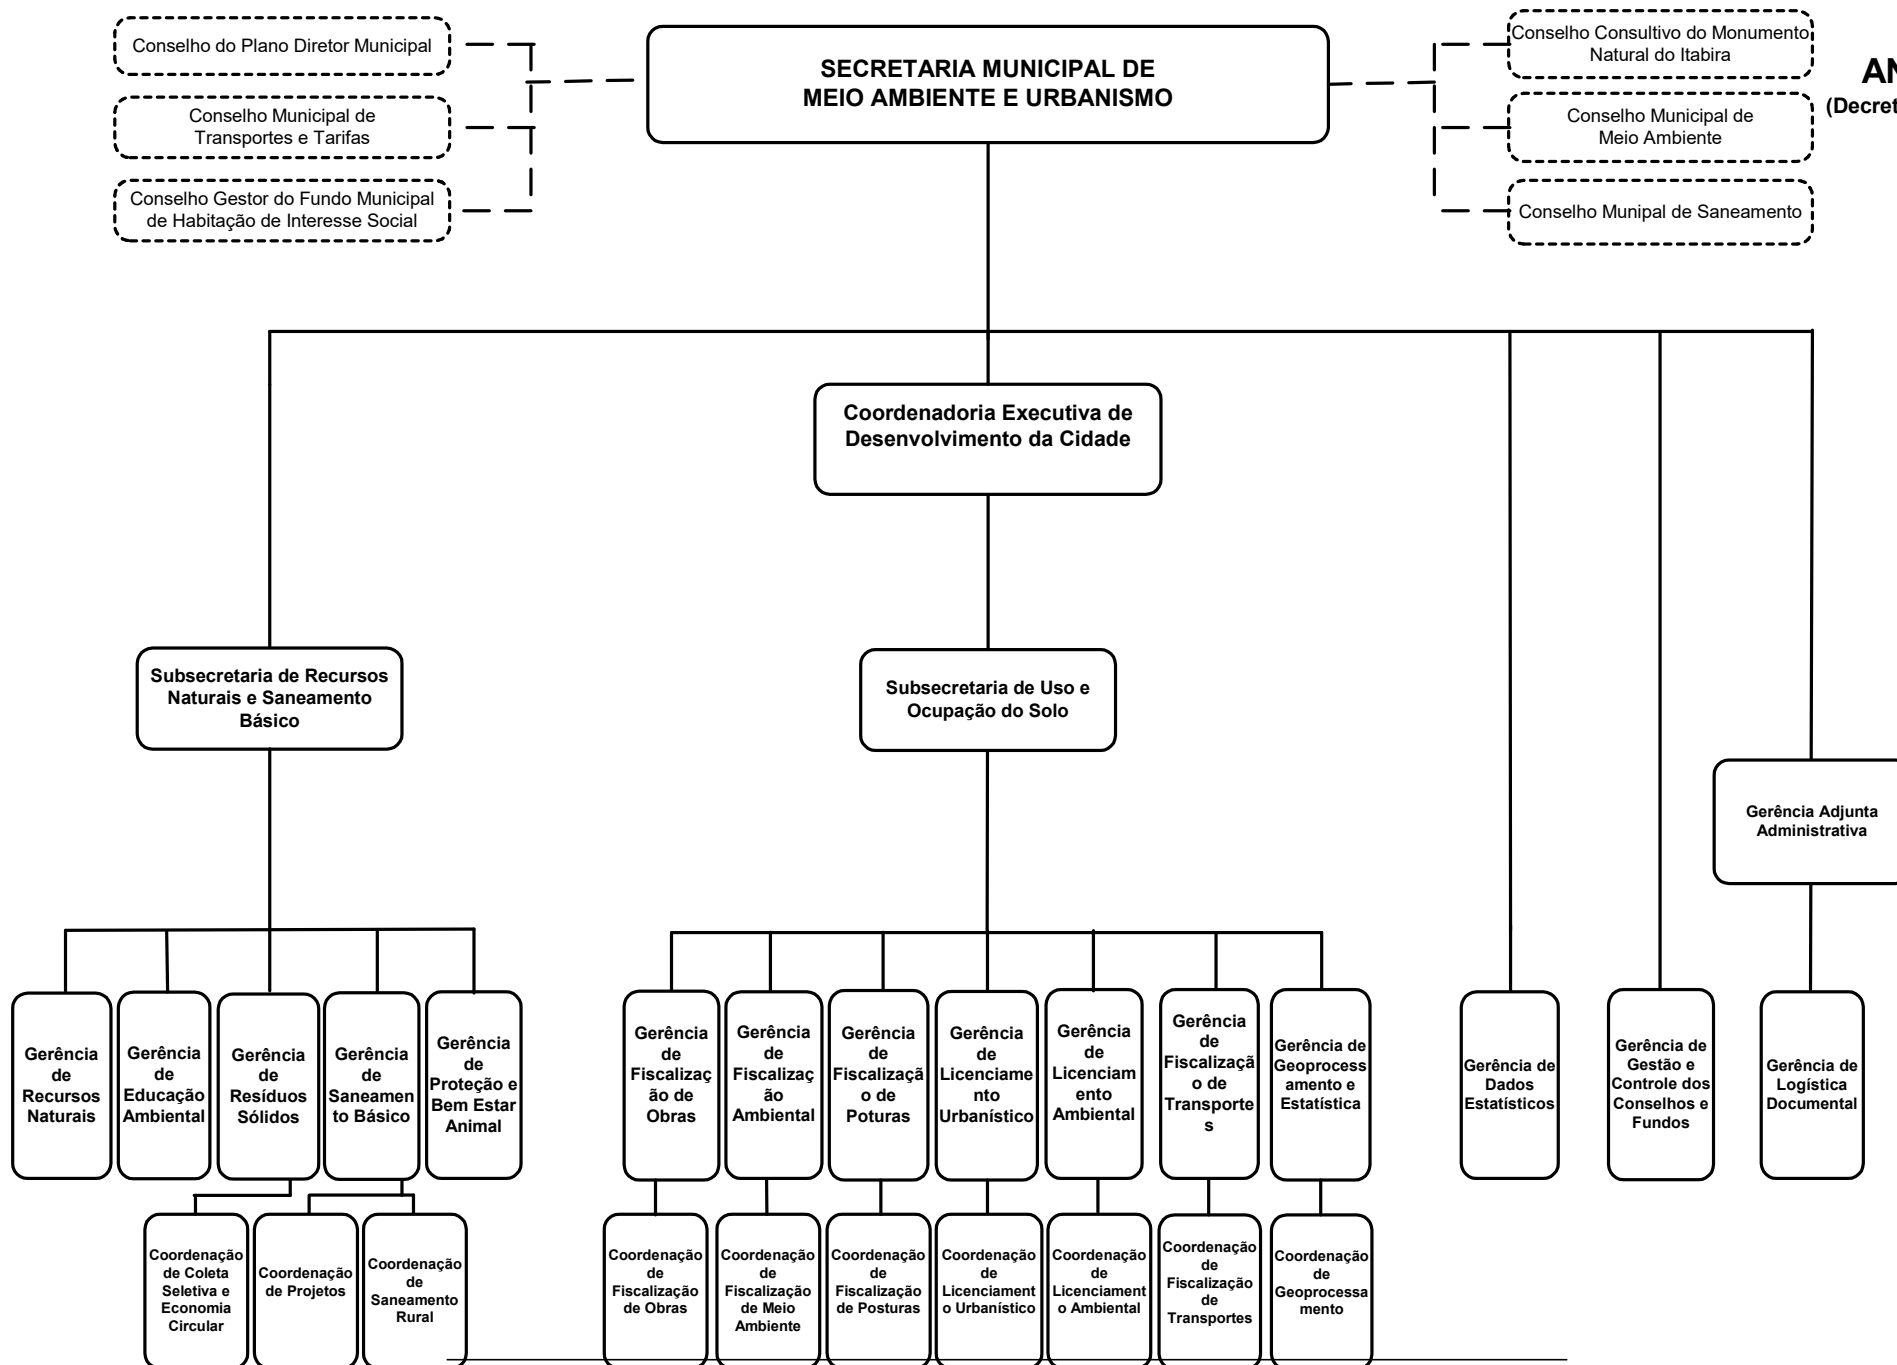 Conselho do Plano Diretor Municipal
Conselho Municipal de
Transportes e Tarifas
Conselho Gestor do Fundo Municipal
de Habitação de Interesse Social
SECRETARIA MUNICIPAL DE
MEIO AMBIENTE E URBANISMO
Conselho Consultivo do Monumento
Natural do Itabira
Conselho Municipal de
Meio Ambiente
Conselho Munipal de Saneamento
AN
(Decret
Coordenadoria Executiva de
Desenvolvimento da Cidade
Subsecretaria de Recursos
Naturais e Saneamento
Básico
Subsecretaria de Uso e
Ocupação do Solo
Gerência Adjunta
Administrativa
Gerência
de
Recursos
Naturais
Gerência
de
Educação
Ambiental
Gerência
de
Resíduos
Sólidos
Gerência
de
Saneamen
to Básico
Gerência
de
Proteção e
Bem Estar
Animal
Gerência
de
Fiscalizaç
ão de
Obras
Gerência
de
Fiscalizaç
ão
Ambiental
Gerência
de
Fiscalizaçã
o de
Poturas
Gerência
de
Licenciame
nto
Urbanístico
Gerência
de
Licenciam
ento
Ambiental
Gerência
de
Fiscalizaçã
o de
Transporte
s
Gerência de
Geoprocess
amento e
Estatística
Gerência de
Dados
Estatísticos
Gerência de
Gestão e
Controle dos
Conselhos e
Fundos
Gerência de
Logística
Documental
Coordenação
de Coleta
Seletiva e
Economia
Circular
Coordenação
de Projetos
Coordenação
de
Saneamento
Rural
Coordenação
de
Fiscalização
de Obras
Coordenação
de
Fiscalização
de Meio
Ambiente
Coordenação
de
Fiscalização
de Posturas
Coordenação
de
Licenciament
o Urbanístico
Coordenação
de
Licenciament
o Ambiental
Coordenação
de
Fiscalização
de
Transportes
Coordenação
de
Geoprocessa
mento